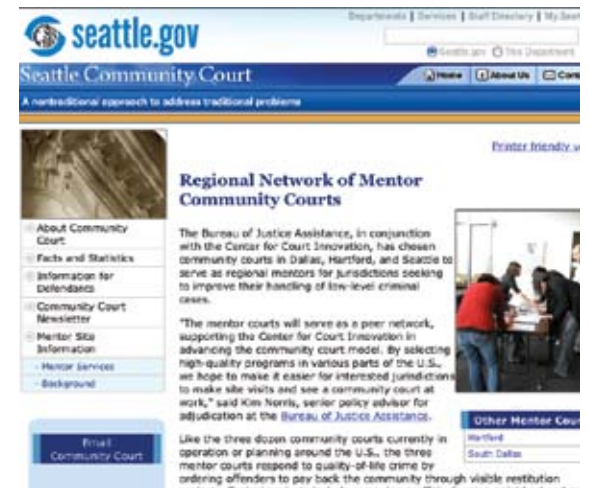 Departments | Services | Staff Directory | My Seat
seattle.gov
Seattle.gov This Department
Seattle Community Court
Home About Us Cont
A nontraditional approach to address traditional problems
Printer friendly v
Regional Network of Mentor
Community Courts
About Community
Court
Facts and Statistics
Information for
Defendants
Community Court
Newsletter
Mentor Site
Information
- Mentor Services
- Background
Email
Community Court
The Bureau of Justice Assistance, in conjunction
with the Center for Court Innovation, has chosen
community courts in Dallas, Hartford, and Seattle to
serve as regional mentors for jurisdictions seeking
to improve their handling of low-level criminal
cases.
"The mentor courts will serve as a peer network,
supporting the Center for Court Innovation in
advancing the community court model. By selecting
high-quality programs in various parts of the U.S.,
we hope to make it easier for interested jurisdictions
to make site visits and see a community court at
work," said Kim Norris, senior policy advisor for
adjudication at the Bureau of Justice Assistance.
Like the three dozen community courts currently in
operation or planning around the U.S., the three
mentor courts respond to quality-of-life crime by
ordering offenders to pay back the community through visible restitution
Other Mentor Cour
Hartford
South Dallas